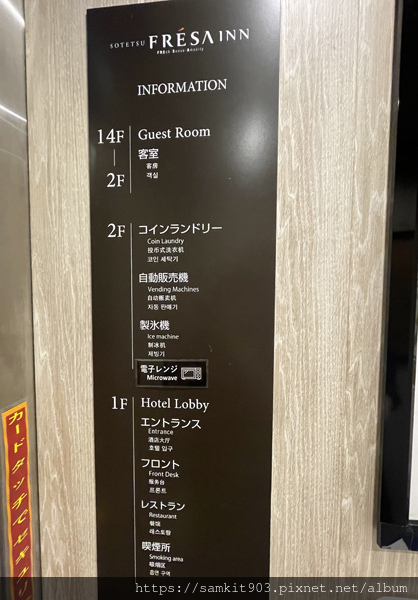 SOTETSU FRÉSA INN
FREsh Sense Amenity
INFORMATION
14F
2F
Guest Room
客室
客房
객실
2F
コインランドリー
Coin Laundry
投币式洗衣机
코인 세탁기
自動販売機
Vending Machines
自动贩卖机
자동 판매기
製氷機
Ice machine
制冰机
제빙기
電子レンジ
Microwave
1F
Hotel Lobby
エントランス
Entrance
酒店大厅
호텔 입구
フロント
Front Desk
服务台
프론트
レストラン
Restaurant
餐馆
레스토랑
喫煙所
Smoking area
吸烟区
흡연 구역
カードタッチで
https://samkit903.pixnet.net/album